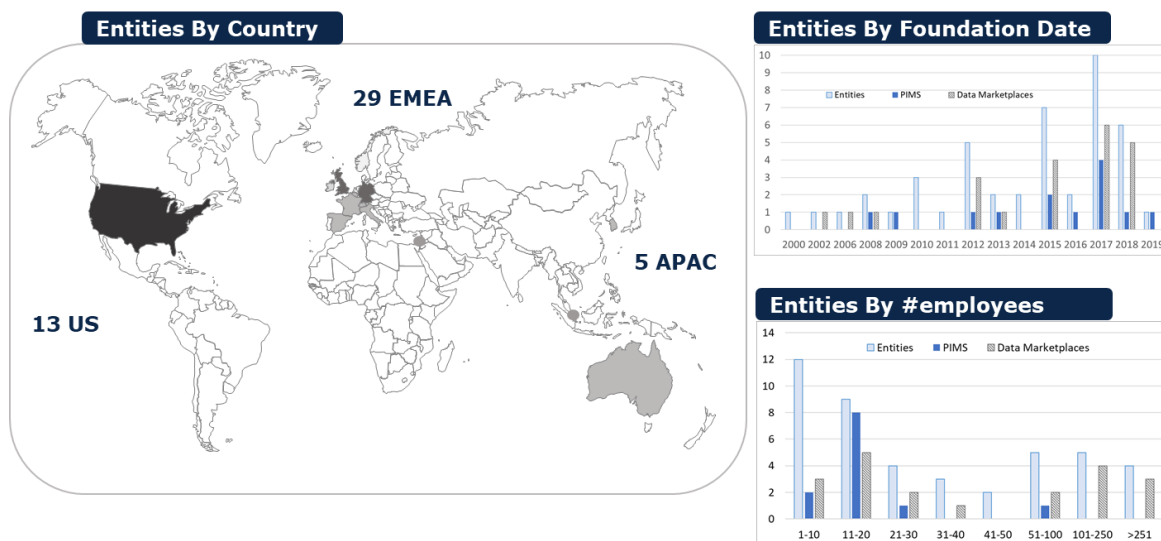 Entities By Country
29 EMEA
5 APAC
13 US
Entities By Foundation Date
10
9
8
7
6
5
4
3
2
1
0
Entities PIMS Data Marketplaces
2000 2002 2006 2008 2009 2010 2011 2012 2013 2014 2015 2016 2017 2018 2019
Entities By #employees
14
12
10
8
6
4
2
0
Entities PIMS Data Marketplaces
1-10 11-20 21-30 31-40 41-50 51-100 101-250 >251